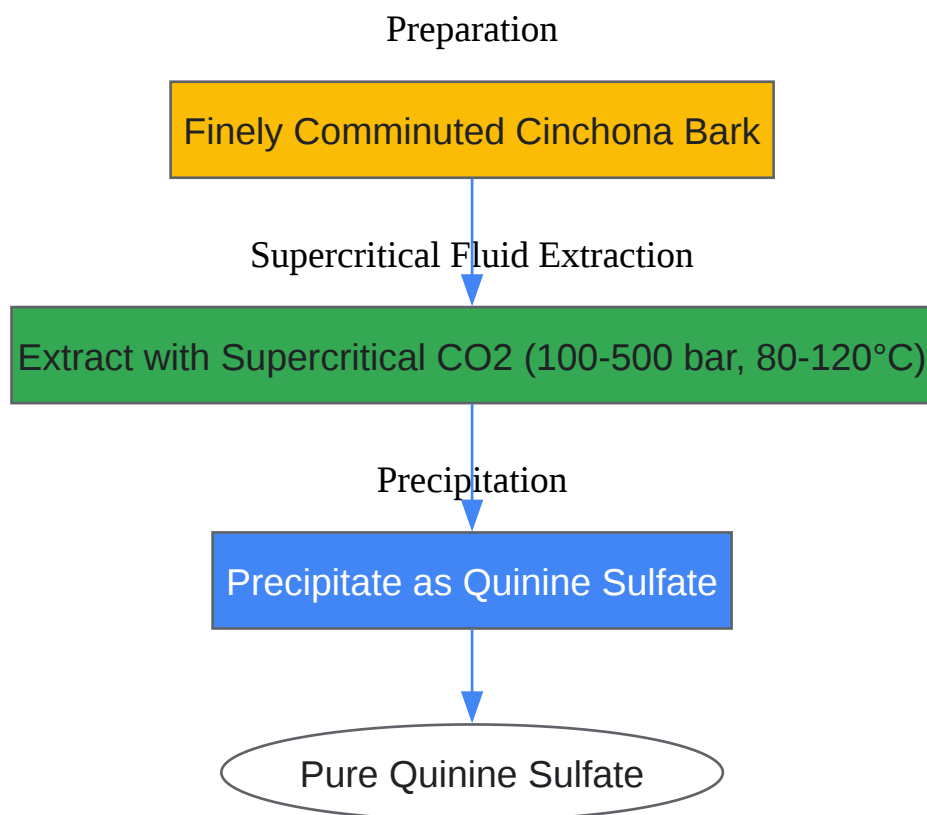 Preparation
Finely Comminuted Cinchona Bark
Supercritical Fluid Extraction
Extract with Supercritical CO2 (100-500 bar, 80-120°C)
Precipitation
Precipitate as Quinine Sulfate
Pure Quinine Sulfate